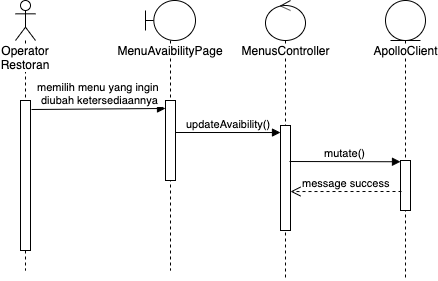 Operator
Restoran
MenuAvaibilityPage
MenusController
ApolloClient
memilih menu yang ingin
diubah ketersediaannya
updateAvaibility()
mutate()
message success